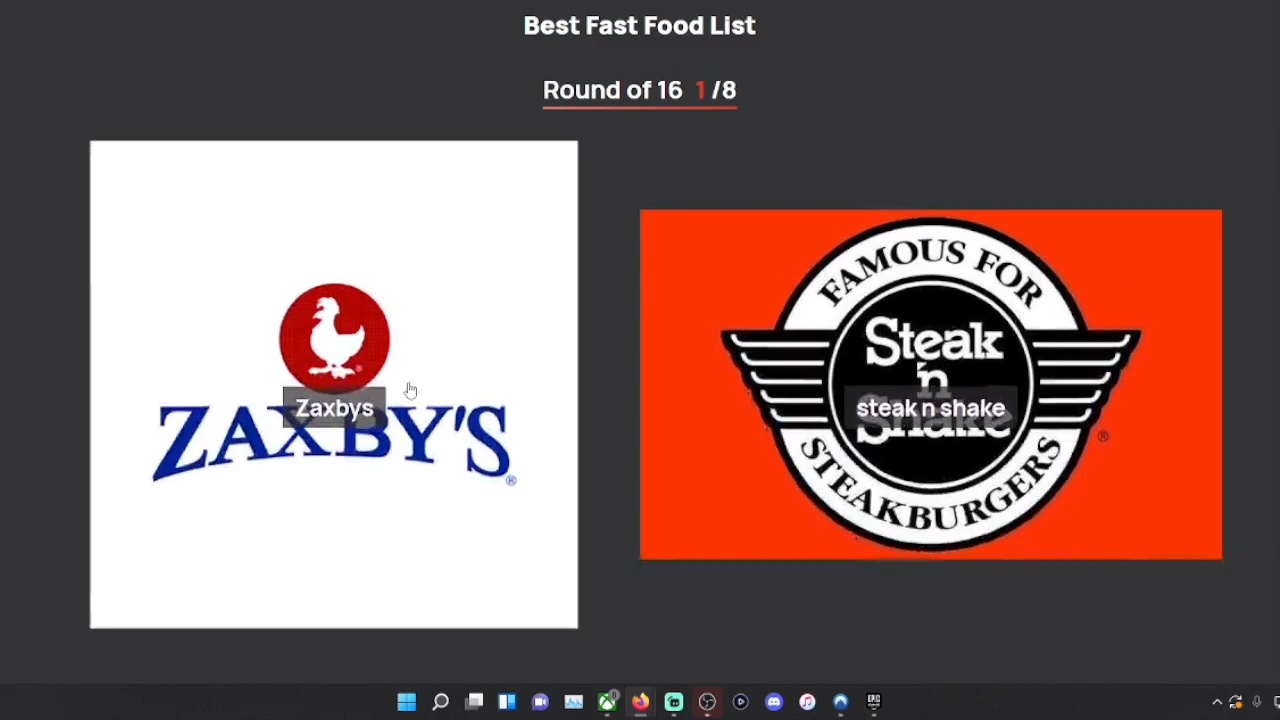 Best Fast Food List
Round of 16 1 /8
ZAXBY'S
®
Zaxbys
FAMOUS FOR
Steak
n
Shake
steak n shake
STEAKBURGERS
®